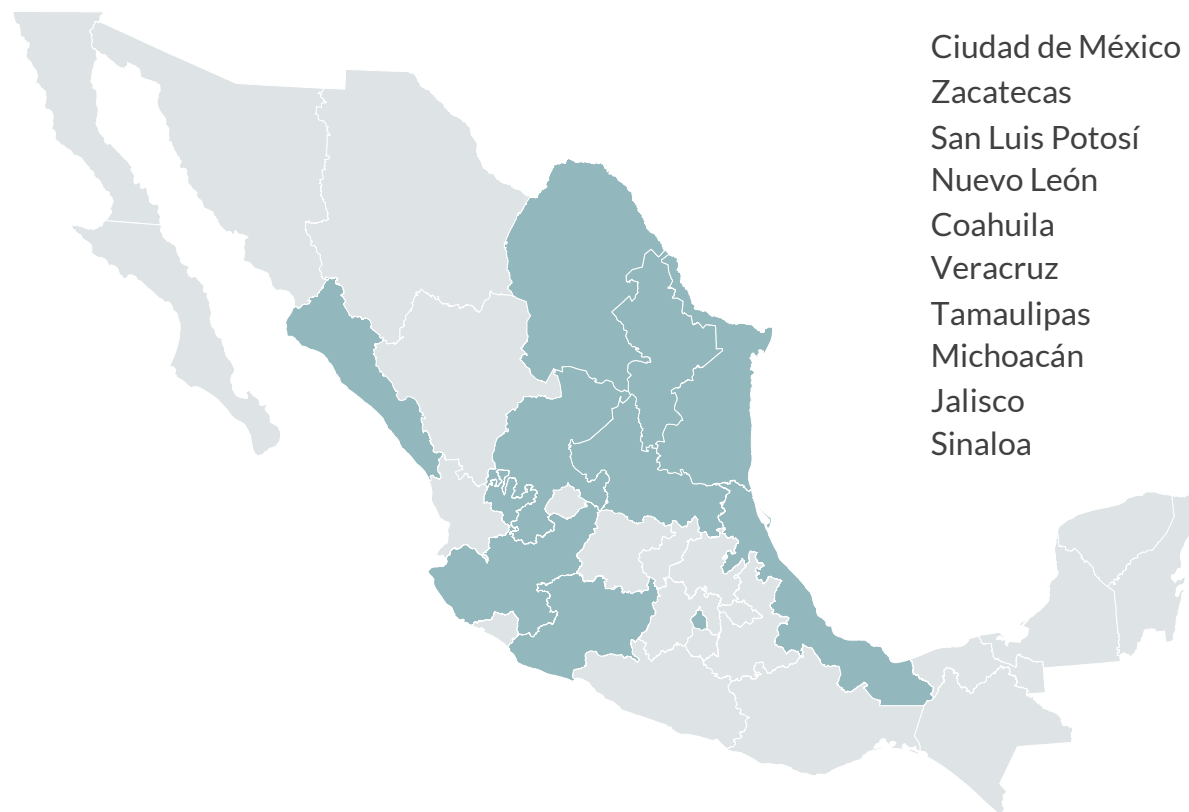 Ciudad de México
Zacatecas
San Luis Potosí
Nuevo León
Coahuila
Veracruz
Tamaulipas
Michoacán
Jalisco
Sinaloa